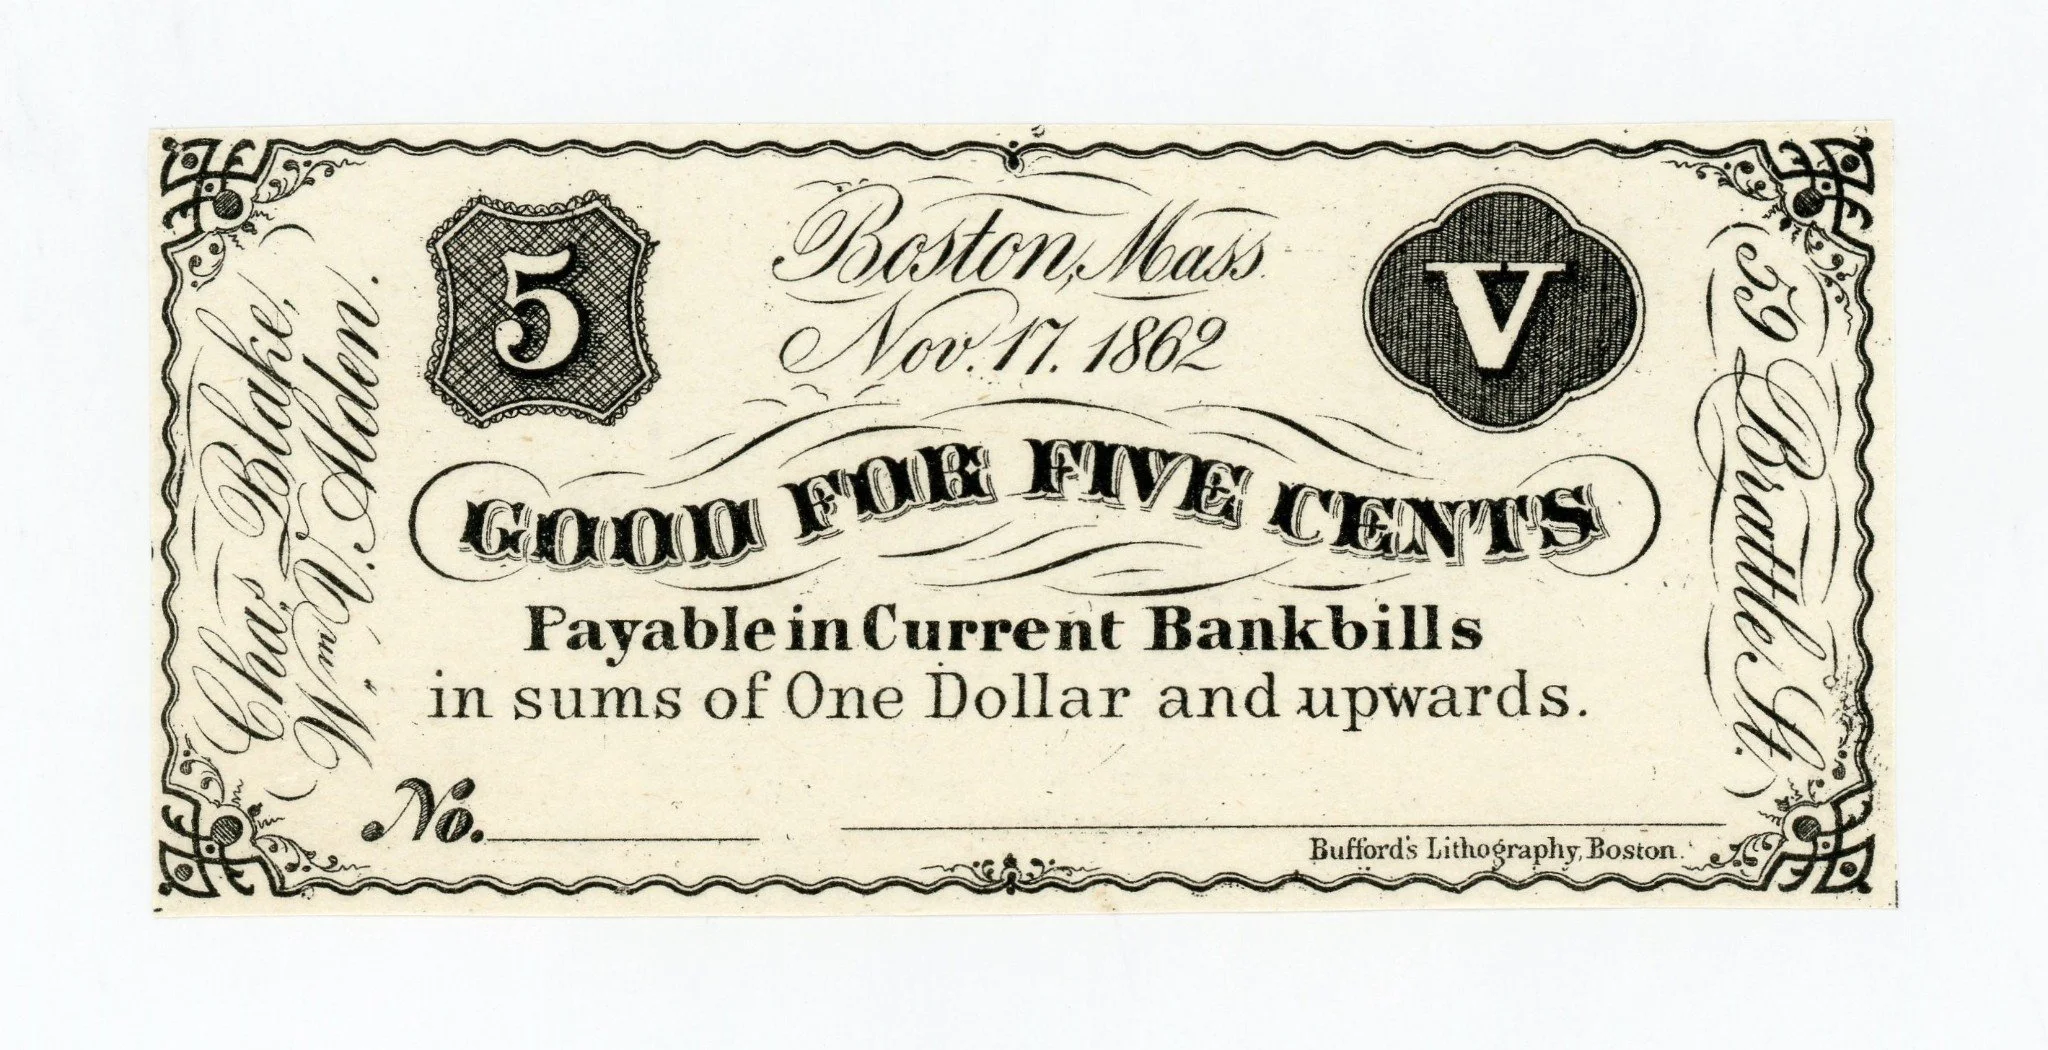 Chas. Blake,
Wm. V. Alden.
5
Boston, Mass.
Nov. 17. 1862
V
GOOD FOR FIVE CENTS
Payable in Current Bankbills
in sums of One Dollar and upwards.
No.
Bufford's Lithography, Boston.
59 Brattle St.